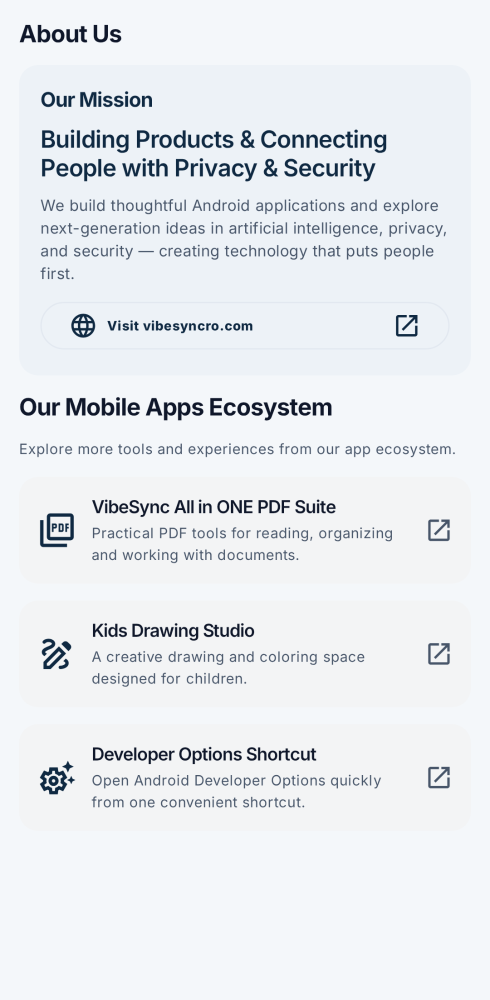 About Us
Our Mission
Building Products & Connecting
People with Privacy & Security
We build thoughtful Android applications and explore
next-generation ideas in artificial intelligence, privacy,
and security — creating technology that puts people
first.
Visit vibesyncro.com
Our Mobile Apps Ecosystem
Explore more tools and experiences from our app ecosystem.
PDF
VibeSync All in ONE PDF Suite
Practical PDF tools for reading, organizing
and working with documents.
Kids Drawing Studio
A creative drawing and coloring space
designed for children.
Developer Options Shortcut
Open Android Developer Options quickly
from one convenient shortcut.